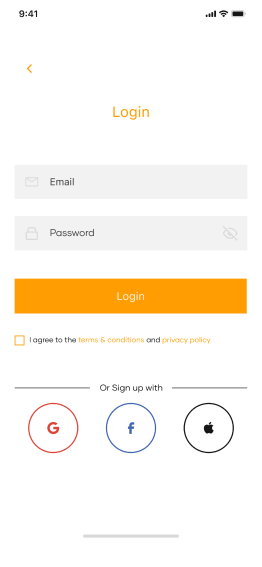 9:41
Login
Email
Password
Login
I agree to the terms & conditions and privacy policy
Or Sign up with